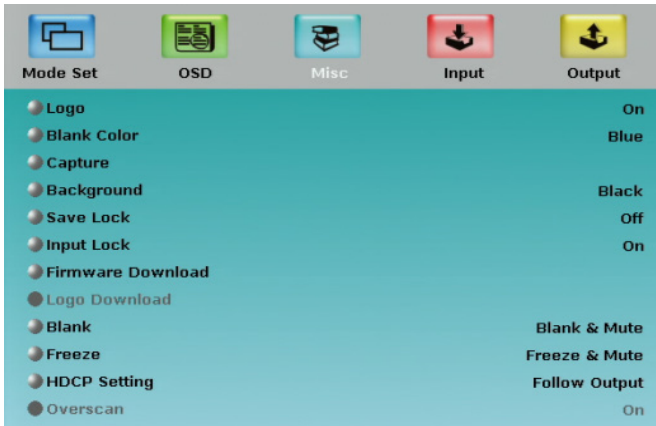 Mode Set OSD Misc Input Output
Logo On
Blank Color Blue
Capture
Background Black
Save Lock Off
Input Lock On
Firmware Download
Logo Download
Blank Blank & Mute
Freeze Freeze & Mute
HDCP Setting Follow Output
Overscan On